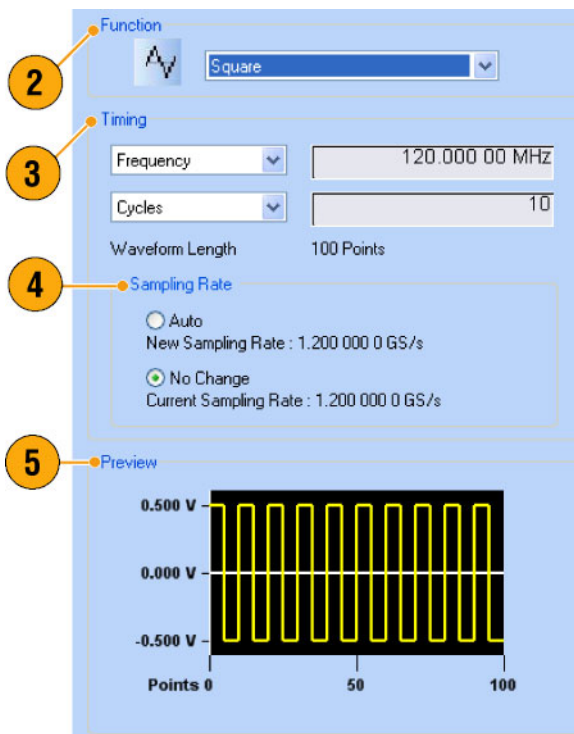 Function
2
Square
Timing
3
Frequency 120.000 00 MHz
Cycles 10
Waveform Length 100 Points
4
Sampling Rate
Auto
New Sampling Rate : 1.200 000 0 GS/s
No Change
Current Sampling Rate : 1.200 000 0 GS/s
5
Preview
0.500 V
0.000 V
-0.500 V
Points 0 50 100